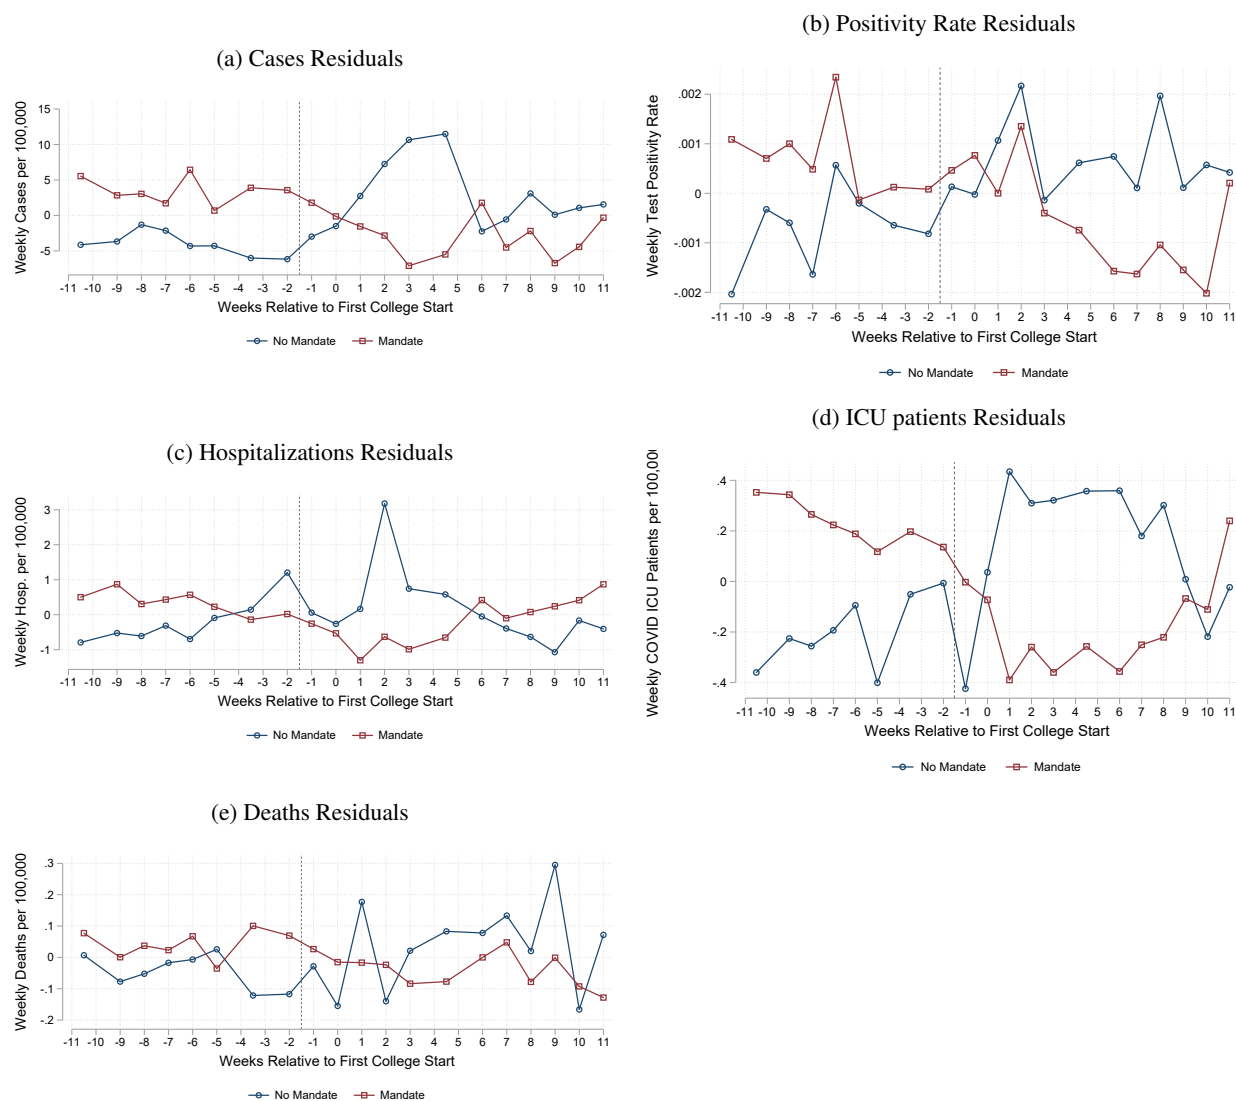 (a) Cases Residuals
Weekly Cases per 100,000
15
10
5
0
-5
-11 -10 -9 -8 -7 -6 -5 -4 -3 -2 -1 0 1 2 3 4 5 6 7 8 9 10 11
Weeks Relative to First College Start
No Mandate Mandate
(b) Positivity Rate Residuals
Weekly Test Positivity Rate
.002
.001
0
-.001
-.002
-11 -10 -9 -8 -7 -6 -5 -4 -3 -2 -1 0 1 2 3 4 5 6 7 8 9 10 11
Weeks Relative to First College Start
No Mandate Mandate
(c) Hospitalizations Residuals
Weekly Hosp. per 100,000
3
2
1
0
-1
-11 -10 -9 -8 -7 -6 -5 -4 -3 -2 -1 0 1 2 3 4 5 6 7 8 9 10 11
Weeks Relative to First College Start
No Mandate Mandate
(d) ICU patients Residuals
Weekly COVID ICU Patients per 100,00
.4
.2
0
-.2
-.4
-11 -10 -9 -8 -7 -6 -5 -4 -3 -2 -1 0 1 2 3 4 5 6 7 8 9 10 11
Weeks Relative to First College Start
No Mandate Mandate
(e) Deaths Residuals
Weekly Deaths per 100,000
.3
.2
.1
0
-.1
-.2
-11 -10 -9 -8 -7 -6 -5 -4 -3 -2 -1 0 1 2 3 4 5 6 7 8 9 10 11
Weeks Relative to First College Start
No Mandate Mandate